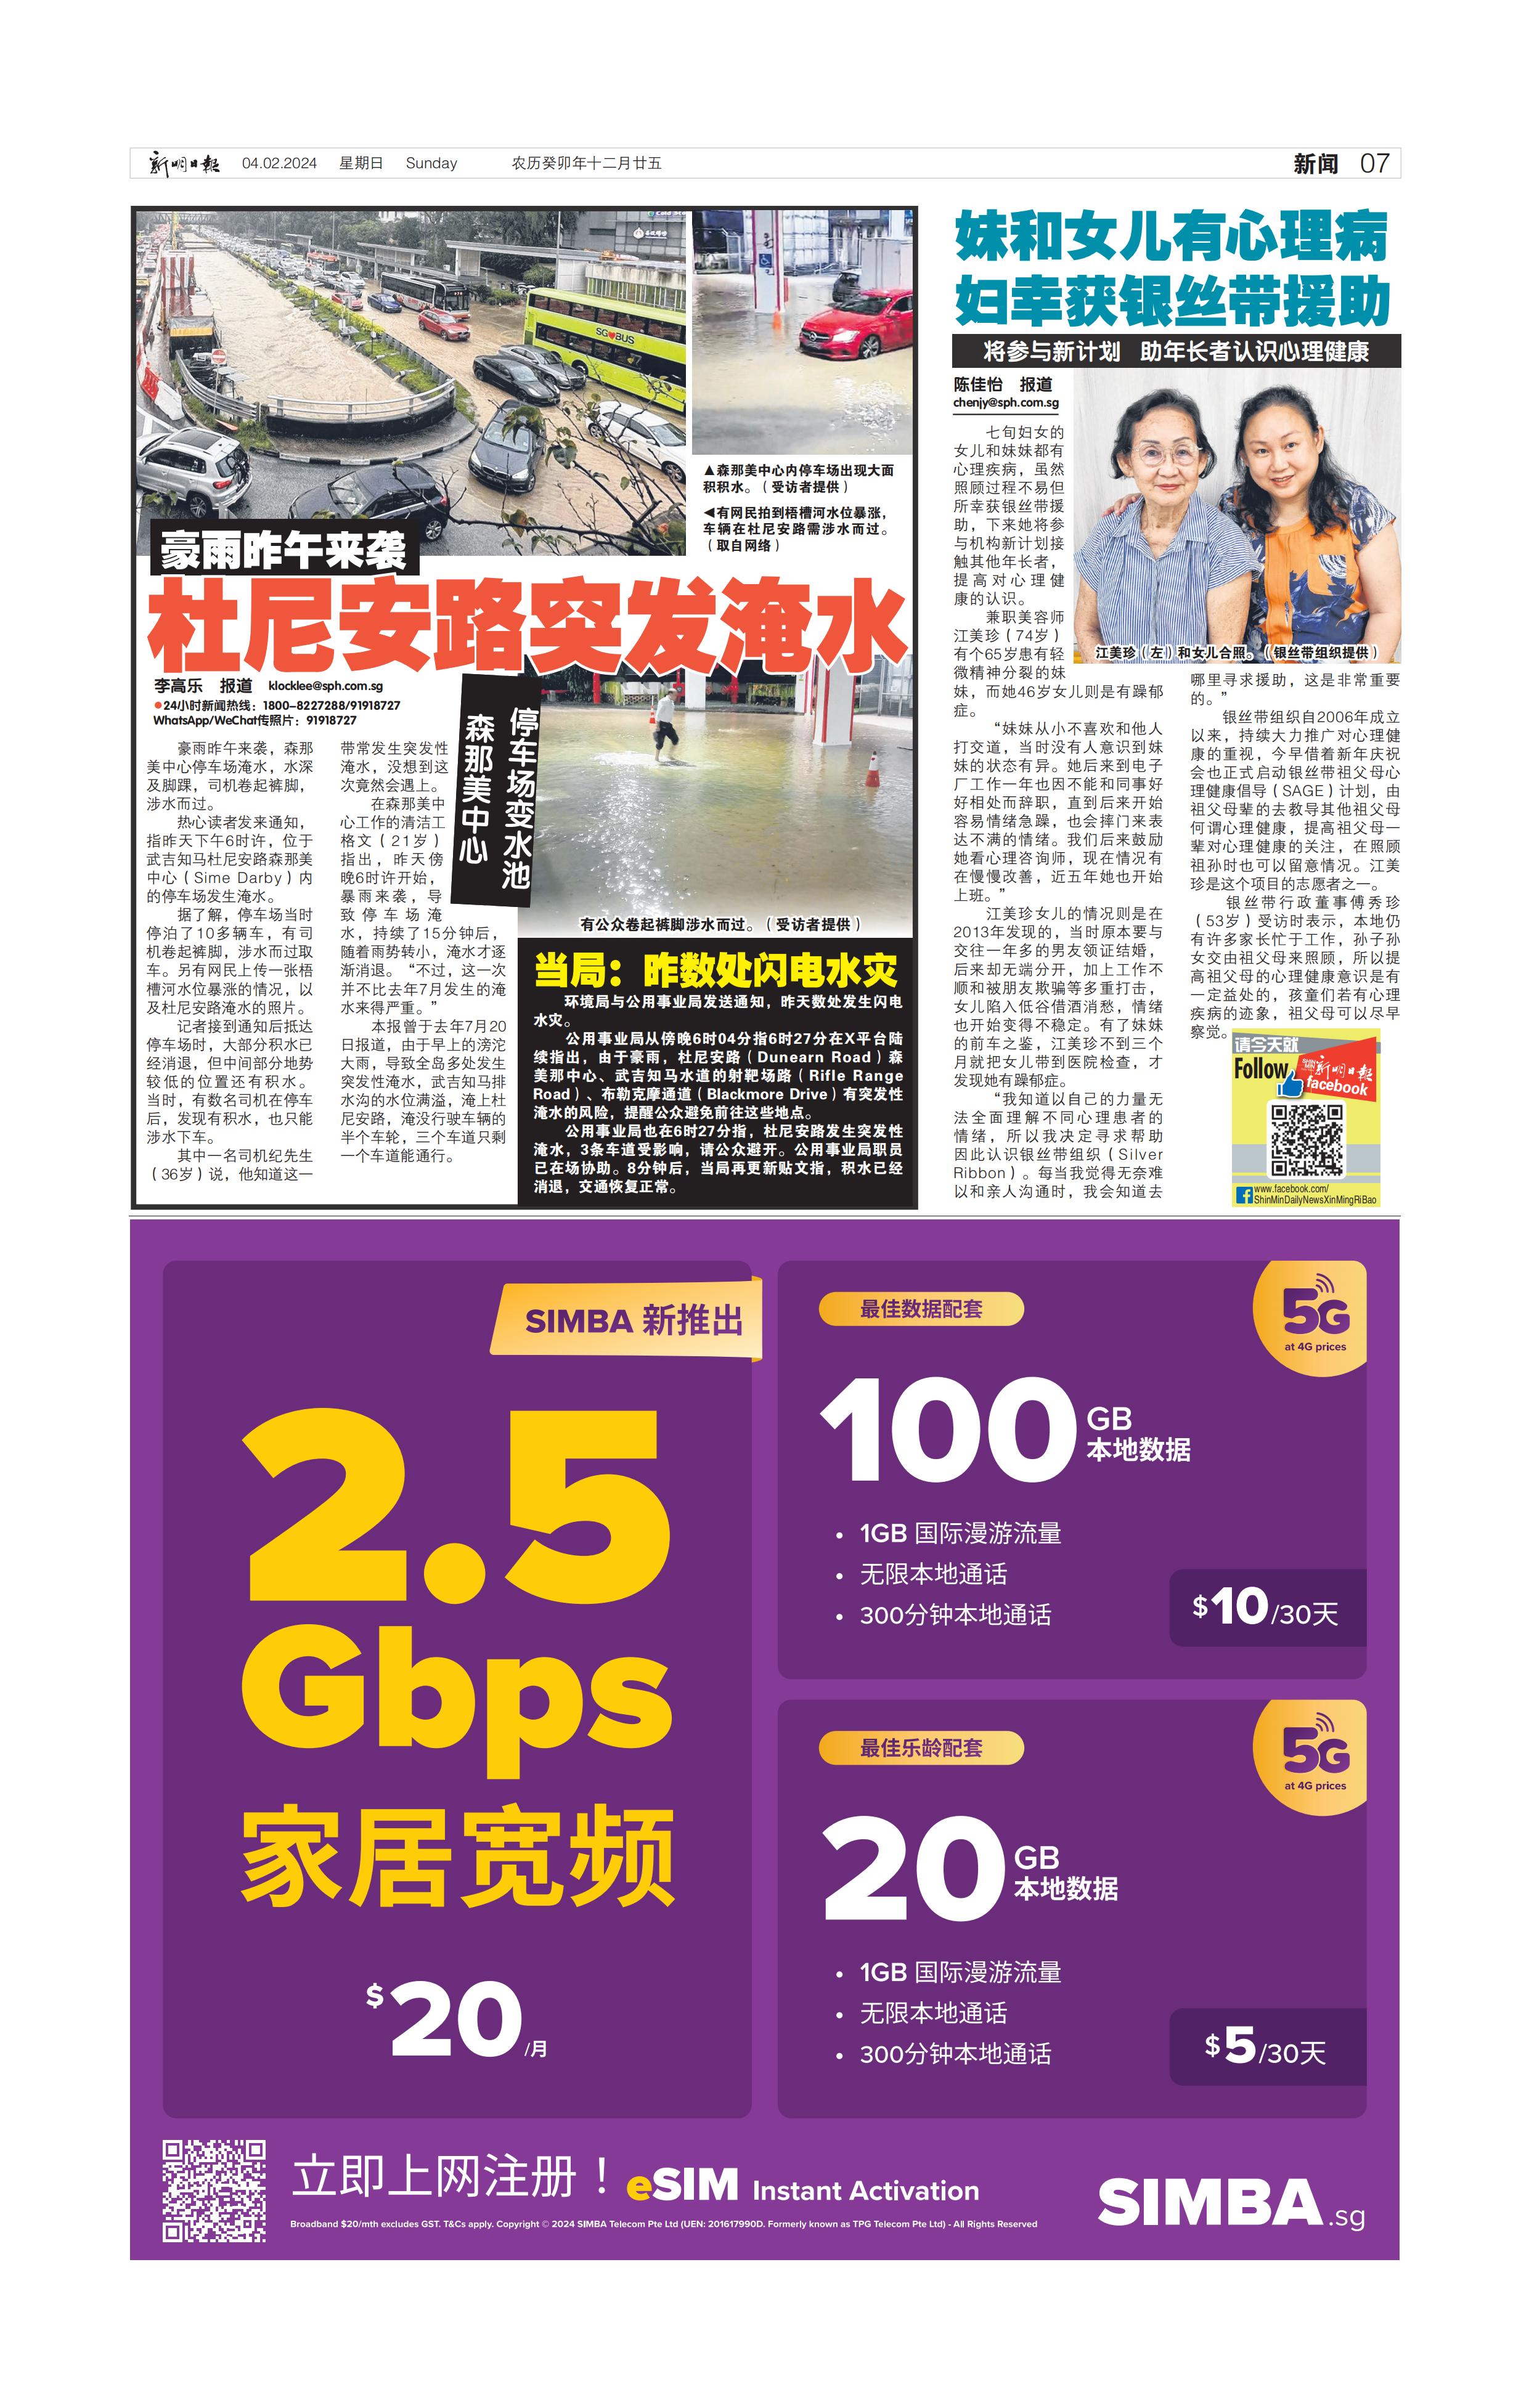 新明日報
04.02.2024 星期日 Sunday 农历癸卯年十二月廿五
新闻 07
SG BUS
▲森那美中心内停车场出现大面
积积水。（受访者提供）
◀有网民拍到梧槽河水位暴涨，
车辆在杜尼安路需涉水而过。
（取自网络）
豪雨昨午来袭
杜尼安路突发淹水
李高乐 报道 klocklee@sph.com.sg
●24小时新闻热线：1800-8227288/91918727
WhatsApp/WeChat传照片：91918727
森那美中心
停车场变水池
豪雨昨午来袭，森那
美中心停车场淹水，水深
及脚踝，司机卷起裤脚，
涉水而过。
热心读者发来通知，
指昨天下午6时许，位于
武吉知马杜尼安路森那美
中心（Sime Darby）内
的停车场发生淹水。
据了解，停车场当时
停泊了10多辆车，有司
机卷起裤脚，涉水而过取
车。另有网民上传一张梧
槽河水位暴涨的情况，以
及杜尼安路淹水的照片。
记者接到通知后抵达
停车场时，大部分积水已
经消退，但中间部分地势
较低的位置还有积水。
当时，有数名司机在停车
后，发现有积水，也只能
涉水下车。
其中一名司机纪先生
（36岁）说，他知道这一
带常发生突发性
淹水，没想到这
次竟然会遇上。
在森那美中
心工作的清洁工
格文（21岁）
指出，昨天傍
晚6时许开始，
暴雨来袭，导
致停车场淹
水，持续了15分钟后，
随着雨势转小，淹水才逐
渐消退。“不过，这一次
并不比去年7月发生的淹
水来得严重。”
本报曾于去年7月20
日报道，由于早上的滂沱
大雨，导致全岛多处发生
突发性淹水，武吉知马排
水沟的水位满溢，淹上杜
尼安路，淹没行驶车辆的
半个车轮，三个车道只剩
一个车道能通行。
有公众卷起裤脚涉水而过。（受访者提供）
当局：昨数处闪电水灾
环境局与公用事业局发送通知，昨天数处发生闪电
水灾。
公用事业局从傍晚6时04分指6时27分在X平台陆
续指出，由于豪雨，杜尼安路（Dunearn Road）森
美那中心、武吉知马水道的射靶场路（Rifle Range
Road）、布勒克摩通道（Blackmore Drive）有突发性
淹水的风险，提醒公众避免前往这些地点。
公用事业局也在6时27分指，杜尼安路发生突发性
淹水，3条车道受影响，请公众避开。公用事业局职员
已在场协助。8分钟后，当局再更新贴文指，积水已经
消退，交通恢复正常。
妹和女儿有心理病
妇幸获银丝带援助
将参与新计划 助年长者认识心理健康
陈佳怡 报道
chenjy@sph.com.sg
七旬妇女的
女儿和妹妹都有
心理疾病，虽然
照顾过程不易但
所幸获银丝带援
助，下来她将参
与机构新计划接
触其他年长者，
提高对心理健
康的认识。
兼职美容师
江美珍（74岁）
有个65岁患有轻
微精神分裂的妹
妹，而她46岁女儿则是有躁郁
症。
“妹妹从小不喜欢和他人
打交道，当时没有人意识到妹
妹的状态有异。她后来到电子
厂工作一年也因不能和同事好
好相处而辞职，直到后来开始
容易情绪急躁，也会摔门来表
达不满的情绪。我们后来鼓励
她看心理咨询师，现在情况有
在慢慢改善，近五年她也开始
上班。”
江美珍女儿的情况则是在
2013年发现的，当时原本要与
交往一年多的男友领证结婚，
后来却无端分开，加上工作不
顺和被朋友欺骗等多重打击，
女儿陷入低谷借酒消愁，情绪
也开始变得不稳定。有了妹妹
的前车之鉴，江美珍不到三个
月就把女儿带到医院检查，才
发现她有躁郁症。
“我知道以自己的力量无
法全面理解不同心理患者的
情绪，所以我决定寻求帮助
因此认识银丝带组织（Silver
Ribbon）。每当我觉得无奈难
以和亲人沟通时，我会知道去
江美珍（左）和女儿合照。（银丝带组织提供）
哪里寻求援助，这是非常重要
的。”
银丝带组织自2006年成立
以来，持续大力推广对心理健
康的重视，今早借着新年庆祝
会也正式启动银丝带祖父母心
理健康倡导（SAGE）计划，由
祖父母辈的去教导其他祖父母
何谓心理健康，提高祖父母一
辈对心理健康的关注，在照顾
祖孙时也可以留意情况。江美
珍是这个项目的志愿者之一。
银丝带行政董事傅秀珍
（53岁）受访时表示，本地仍
有许多家长忙于工作，孙子孙
女交由祖父母来照顾，所以提
高祖父母的心理健康意识是有
一定益处的，孩童们若有心理
疾病的迹象，祖父母可以尽早
察觉。
请今天就
Follow
新明日報
facebook
www.facebook.com/
ShinMinDailyNewsXinMingRiBao
SIMBA 新推出
2.5
Gbps
家居宽频
$20/月
最佳数据配套
5G
at 4G prices
100 GB
本地数据
• 1GB 国际漫游流量
• 无限本地通话
• 300分钟本地通话
$10/30天
最佳乐龄配套
5G
at 4G prices
20 GB
本地数据
• 1GB 国际漫游流量
• 无限本地通话
• 300分钟本地通话
$5/30天
立即上网注册！ eSIM Instant Activation
Broadband $20/mth excludes GST. T&Cs apply. Copyright © 2024 SIMBA Telecom Pte Ltd (UEN: 201617990D. Formerly known as TPG Telecom Pte Ltd) - All Rights Reserved
SIMBA.sg